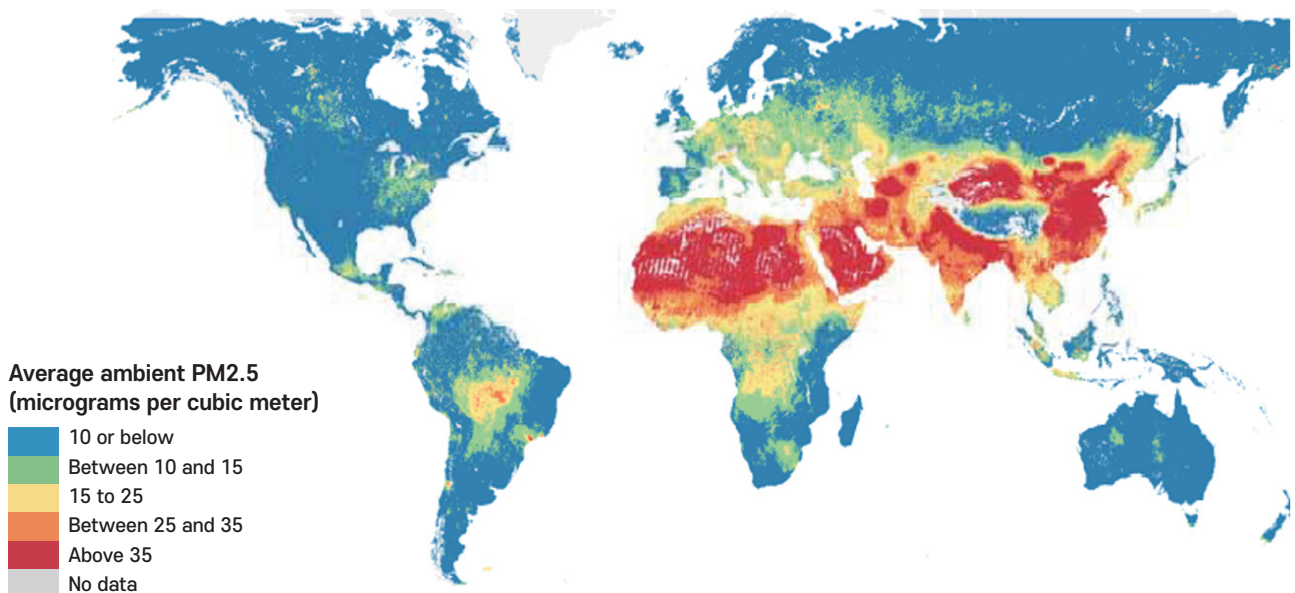 Average ambient PM2.5
(micrograms per cubic meter)
10 or below
Between 10 and 15
15 to 25
Between 25 and 35
Above 35
No data